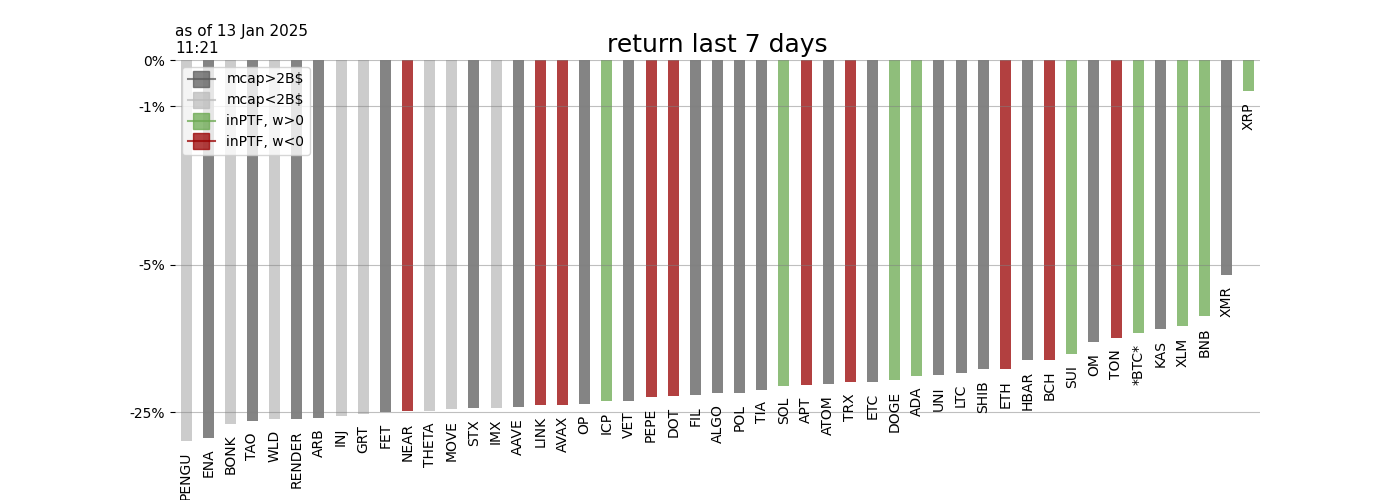 as of 13 Jan 2025
11:21
return last 7 days
0%
-1%
-5%
-25%
mcap>2B$
mcap<2B$
inPTF, w>0
inPTF, w<0
PENGU
ENA
BONK
TAO
WLD
RENDER
ARB
INJ
GRT
FET
NEAR
THETA
MOVE
STX
IMX
AAVE
LINK
AVAX
OP
ICP
VET
PEPE
DOT
FIL
ALGO
POL
TIA
SOL
APT
ATOM
TRX
ETC
DOGE
ADA
UNI
LTC
SHIB
ETH
HBAR
BCH
SUI
OM
TON
*BTC*
KAS
XLM
BNB
XMR
XRP